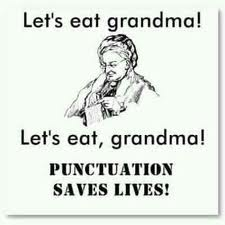 Let's eat grandma!
Let's eat, grandma!
PUNCTUATION
SAVES LIVES!